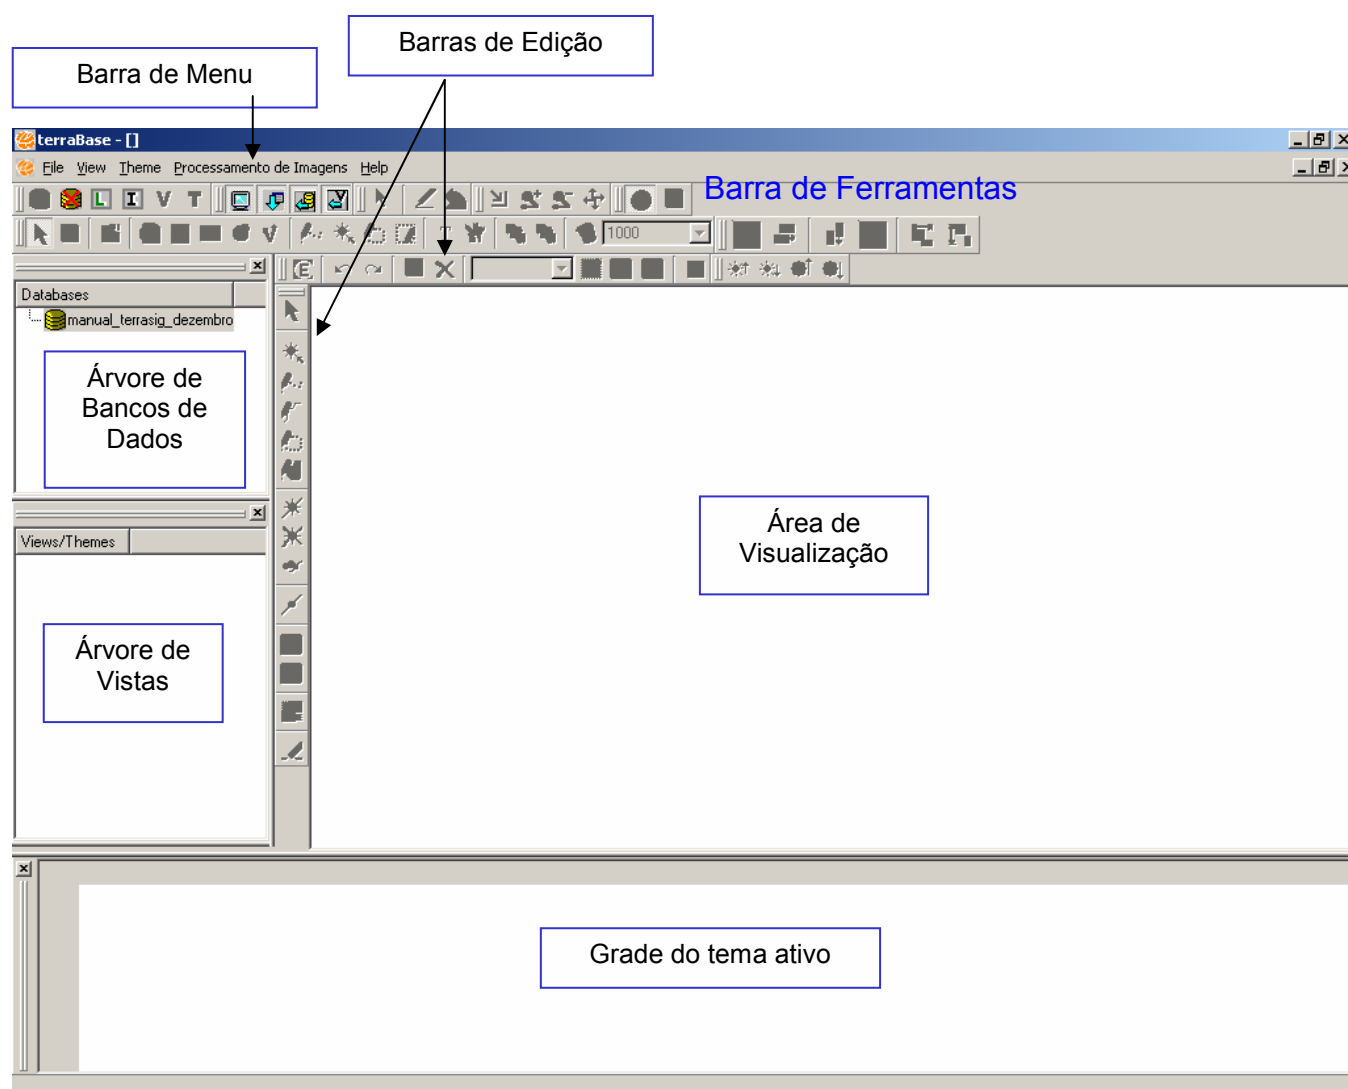 Barras de Edição
Barra de Menu
terraBase - []
File View Theme Processamento de Imagens Help
L I V T
Barra de Ferramentas
T 1000
E
Databases
manual_terrasig_dezembro
Árvore de
Bancos de
Dados
Views/Themes
Árvore de
Vistas
Área de
Visualização
Grade do tema ativo